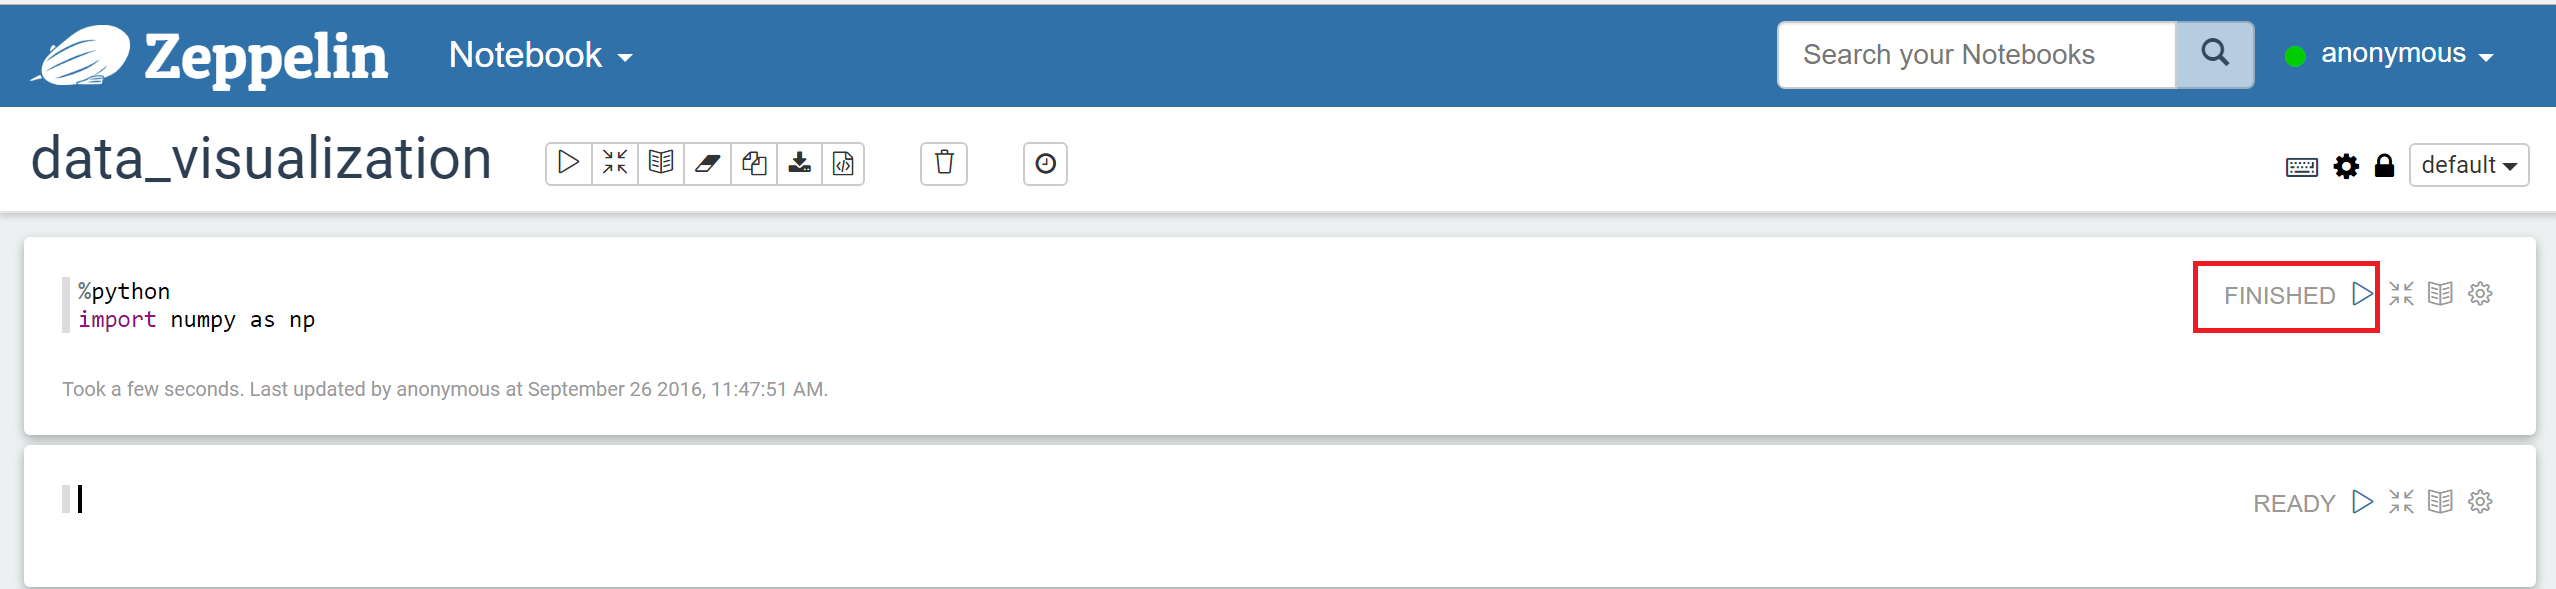 Zeppelin Notebook Search your Notebooks anonymous
data_visualization default
%python FINISHED
import numpy as np
Took a few seconds. Last updated by anonymous at September 26 2016, 11:47:51 AM.
READY